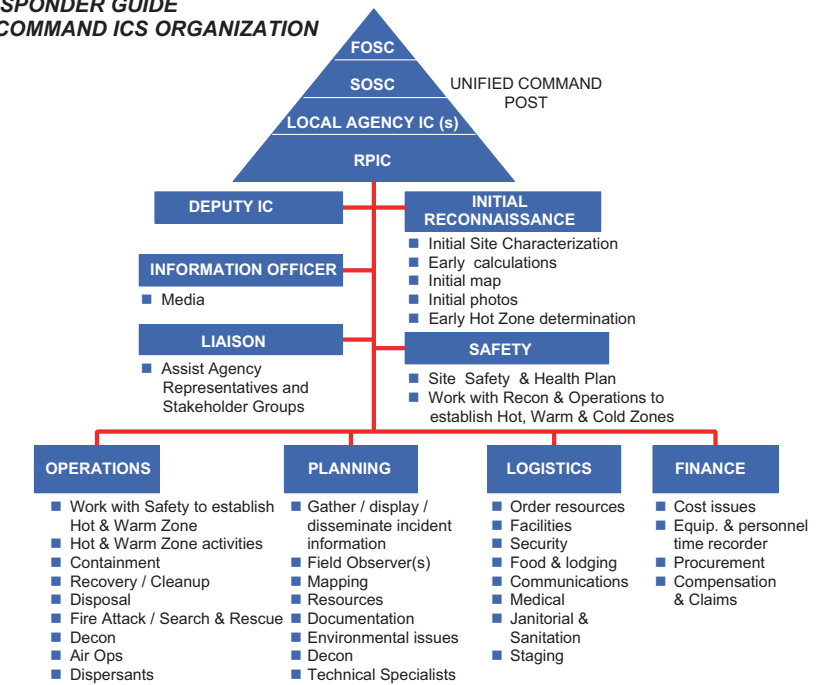 SPONDER GUIDE
COMMAND ICS ORGANIZATION
FOSC
SOSC
LOCAL AGENCY IC (s)
RPIC
UNIFIED COMMAND
POST
DEPUTY IC
INITIAL
RECONNAISSANCE
Initial Site Characterization
Early calculations
Initial map
Initial photos
Early Hot Zone determination
INFORMATION OFFICER
Media
LIAISON
Assist Agency
Representatives and
Stakeholder Groups
SAFETY
Site Safety & Health Plan
Work with Recon & Operations to
establish Hot, Warm & Cold Zones
OPERATIONS
Work with Safety to establish
Hot & Warm Zone
Hot & Warm Zone activities
Containment
Recovery / Cleanup
Disposal
Fire Attack / Search & Rescue
Decon
Air Ops
Dispersants
PLANNING
Gather / display /
disseminate incident
information
Field Observer(s)
Mapping
Resources
Documentation
Environmental issues
Decon
Technical Specialists
LOGISTICS
Order resources
Facilities
Security
Food & lodging
Communications
Medical
Janitorial &
Sanitation
Staging
FINANCE
Cost issues
Equip. & personnel
time recorder
Procurement
Compensation
& Claims